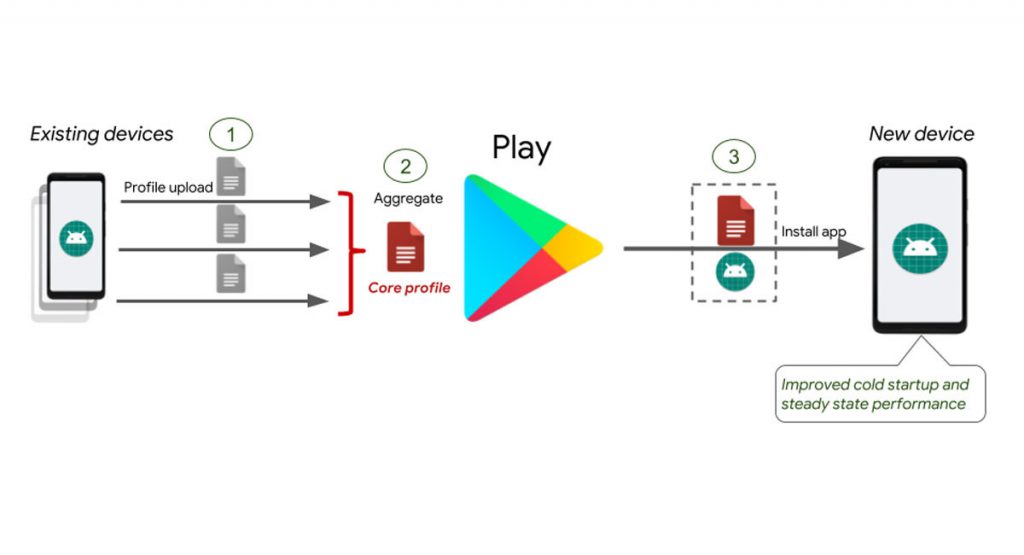 Existing devices
1
Profile upload
2
Aggregate
Core profile
Play
3
Install app
New device
Improved cold startup and
steady state performance